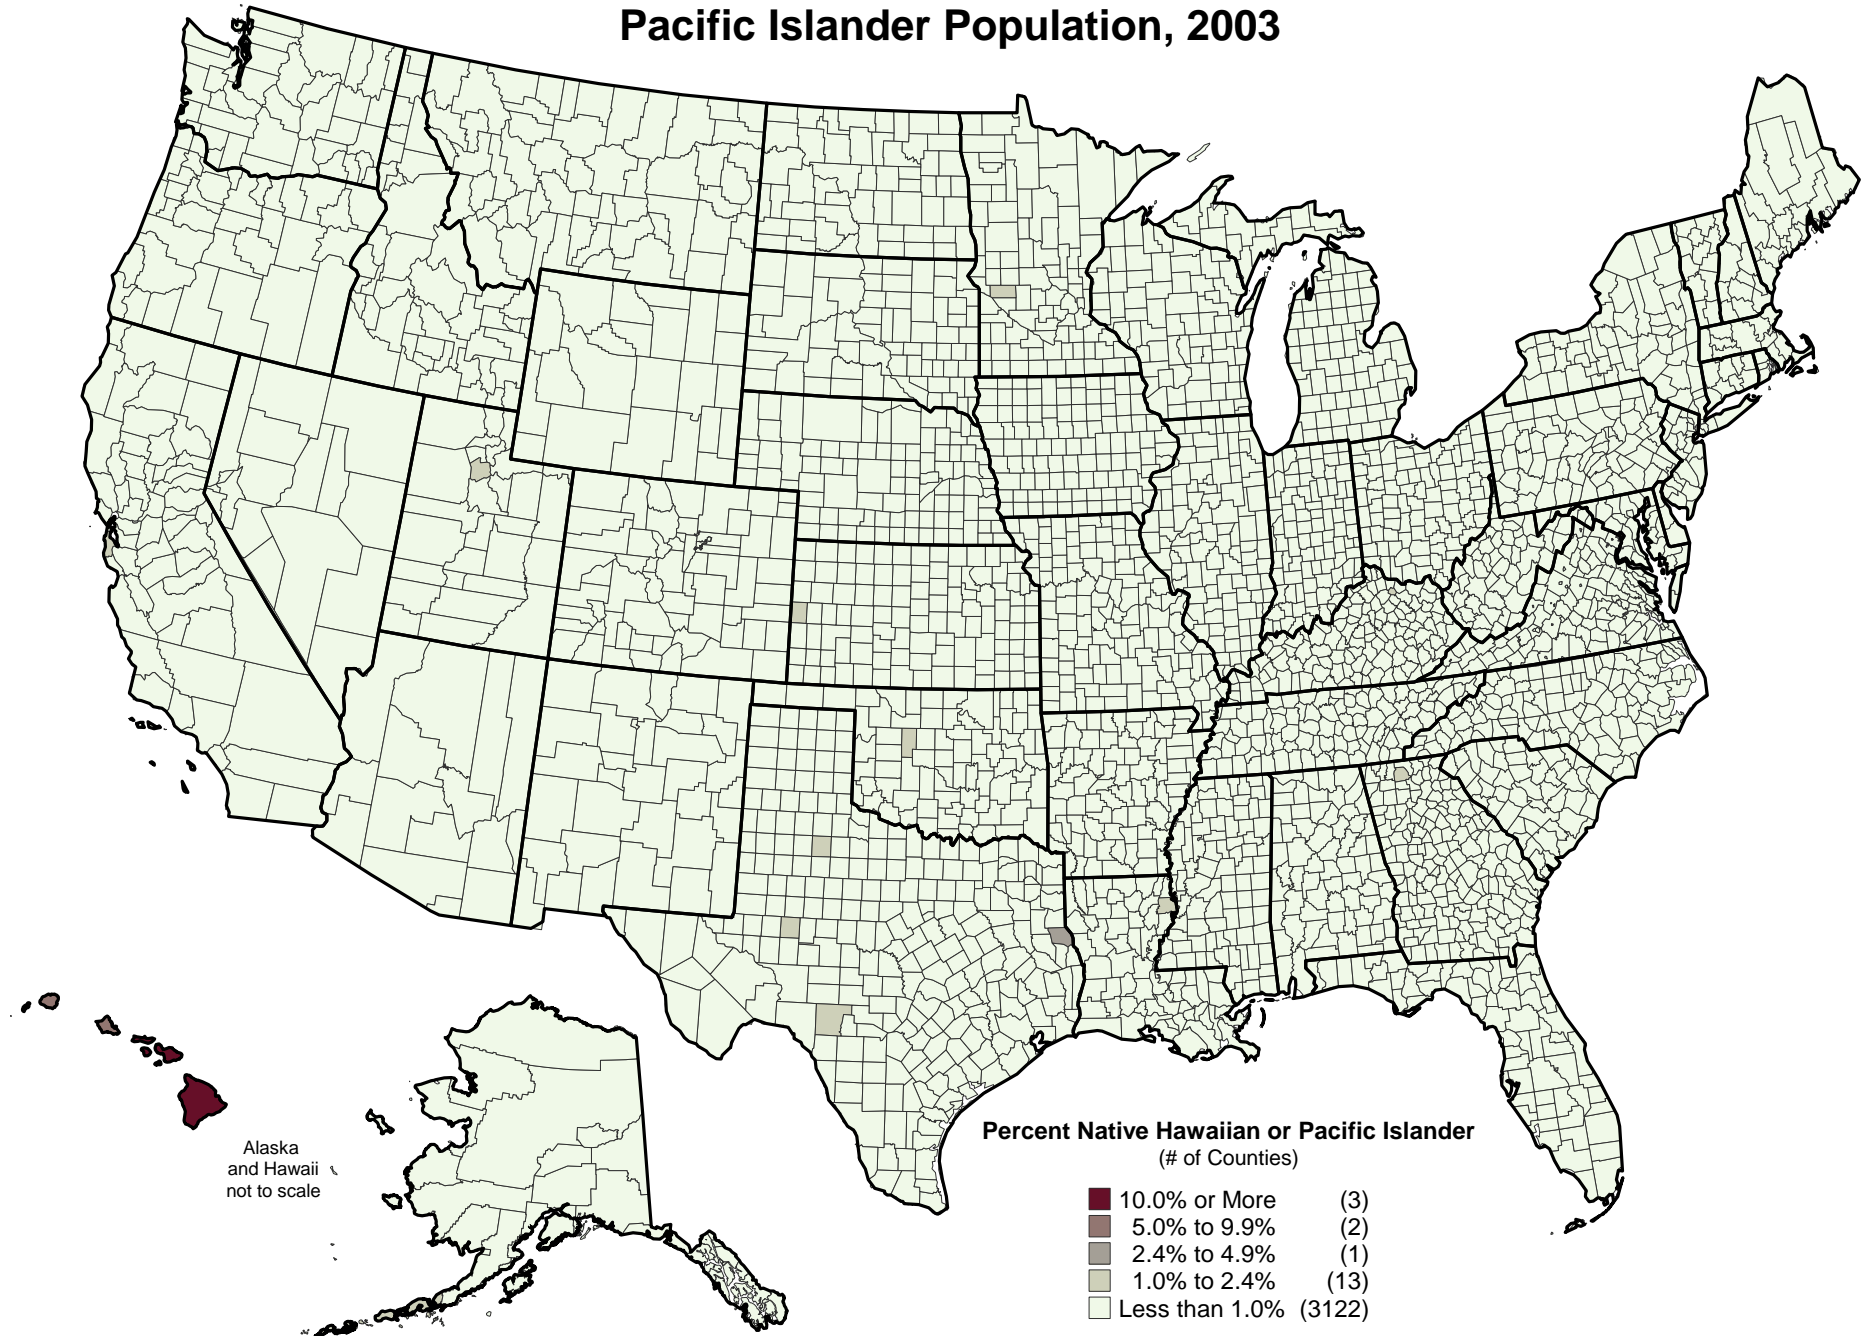 Pacific Islander Population, 2003
Alaska
and Hawaii
not to scale
Percent Native Hawaiian or Pacific Islander
(# of Counties)
10.0% or More (3)
5.0% to 9.9% (2)
2.4% to 4.9% (1)
1.0% to 2.4% (13)
Less than 1.0% (3122)